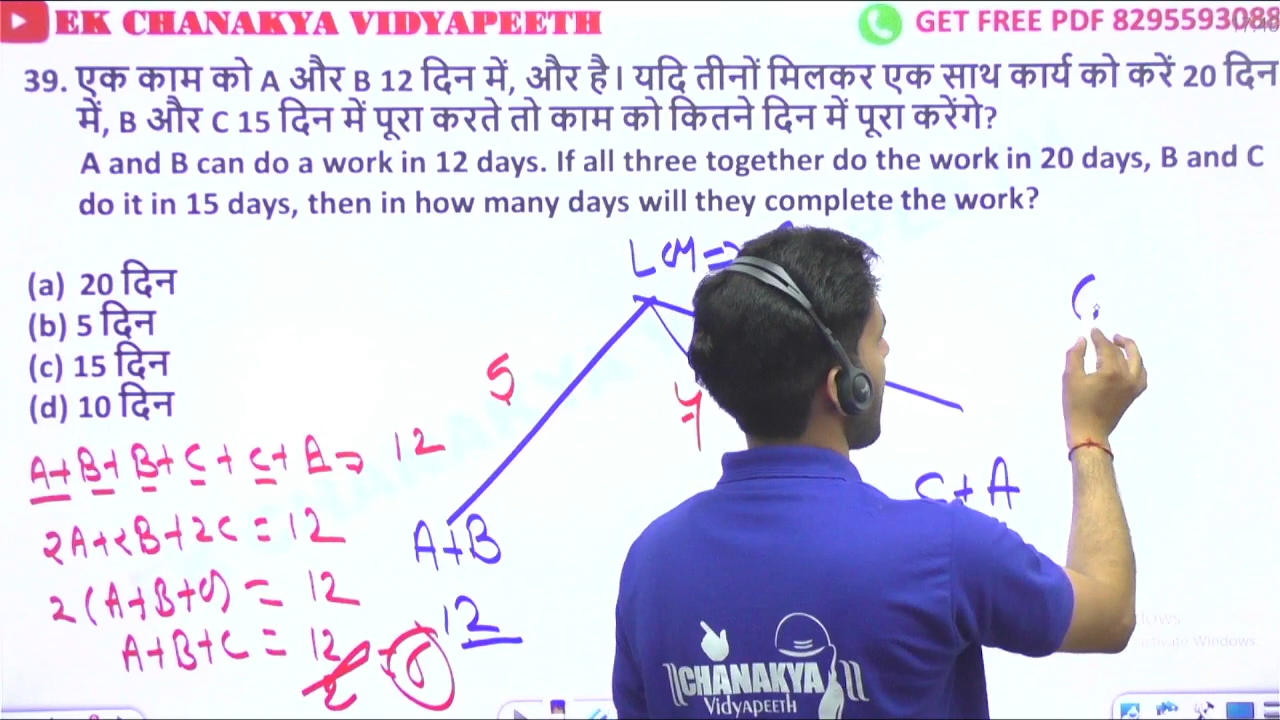 EK CHANAKYA VIDYAPEETH
GET FREE PDF 8295593088
39. एक काम को A और B 12 दिन में, और है। यदि तीनों मिलकर एक साथ कार्य को करें 20 दिन
में, B और C 15 दिन में पूरा करते तो काम को कितने दिन में पूरा करेंगे?
A and B can do a work in 12 days. If all three together do the work in 20 days, B and C
do it in 15 days, then in how many days will they complete the work?
(a) 20 दिन
(b) 5 दिन
(c) 15 दिन
(d) 10 दिन
LCM =
5
4
A+B+B+C+C+A= 12
2A+2B+2C = 12
2(A+B+C) = 12
A+B+C = 12
2
6
A+B
12
C+A
CHANAKYA
VIDYAPEETH